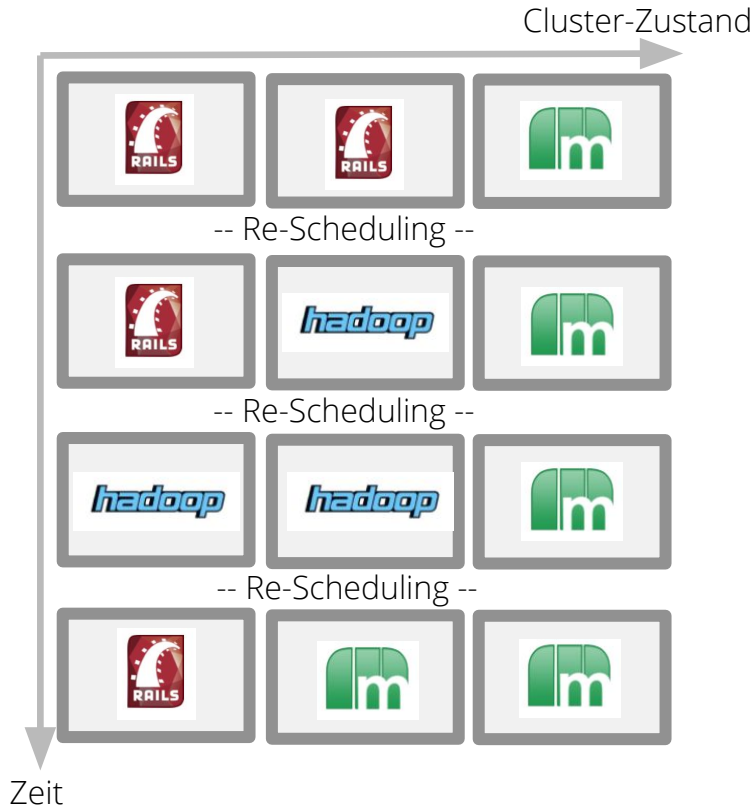 Cluster-Zustand
RAILS RAILS m
-- Re-Scheduling --
RAILS hadoop m
-- Re-Scheduling --
hadoop hadoop m
-- Re-Scheduling --
RAILS m m
Zeit